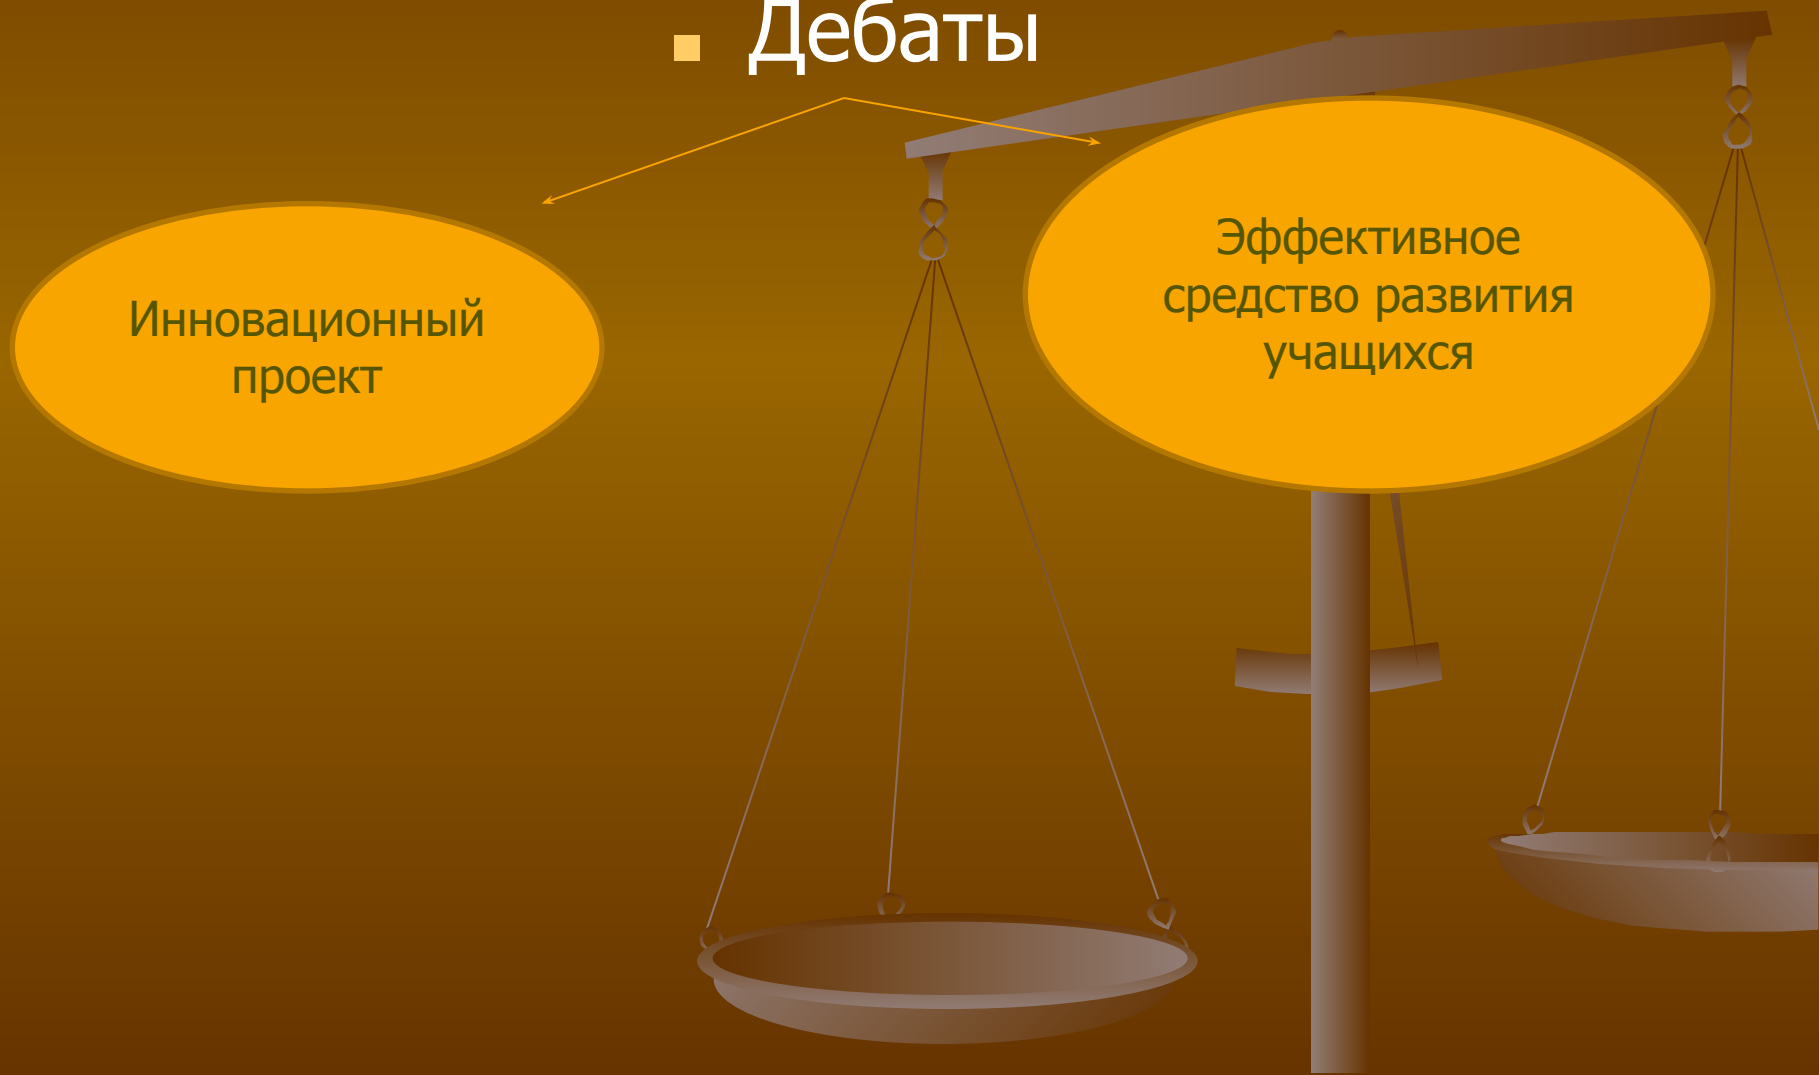 Дебаты
Инновационный
проект
Эффективное
средство развития
учащихся